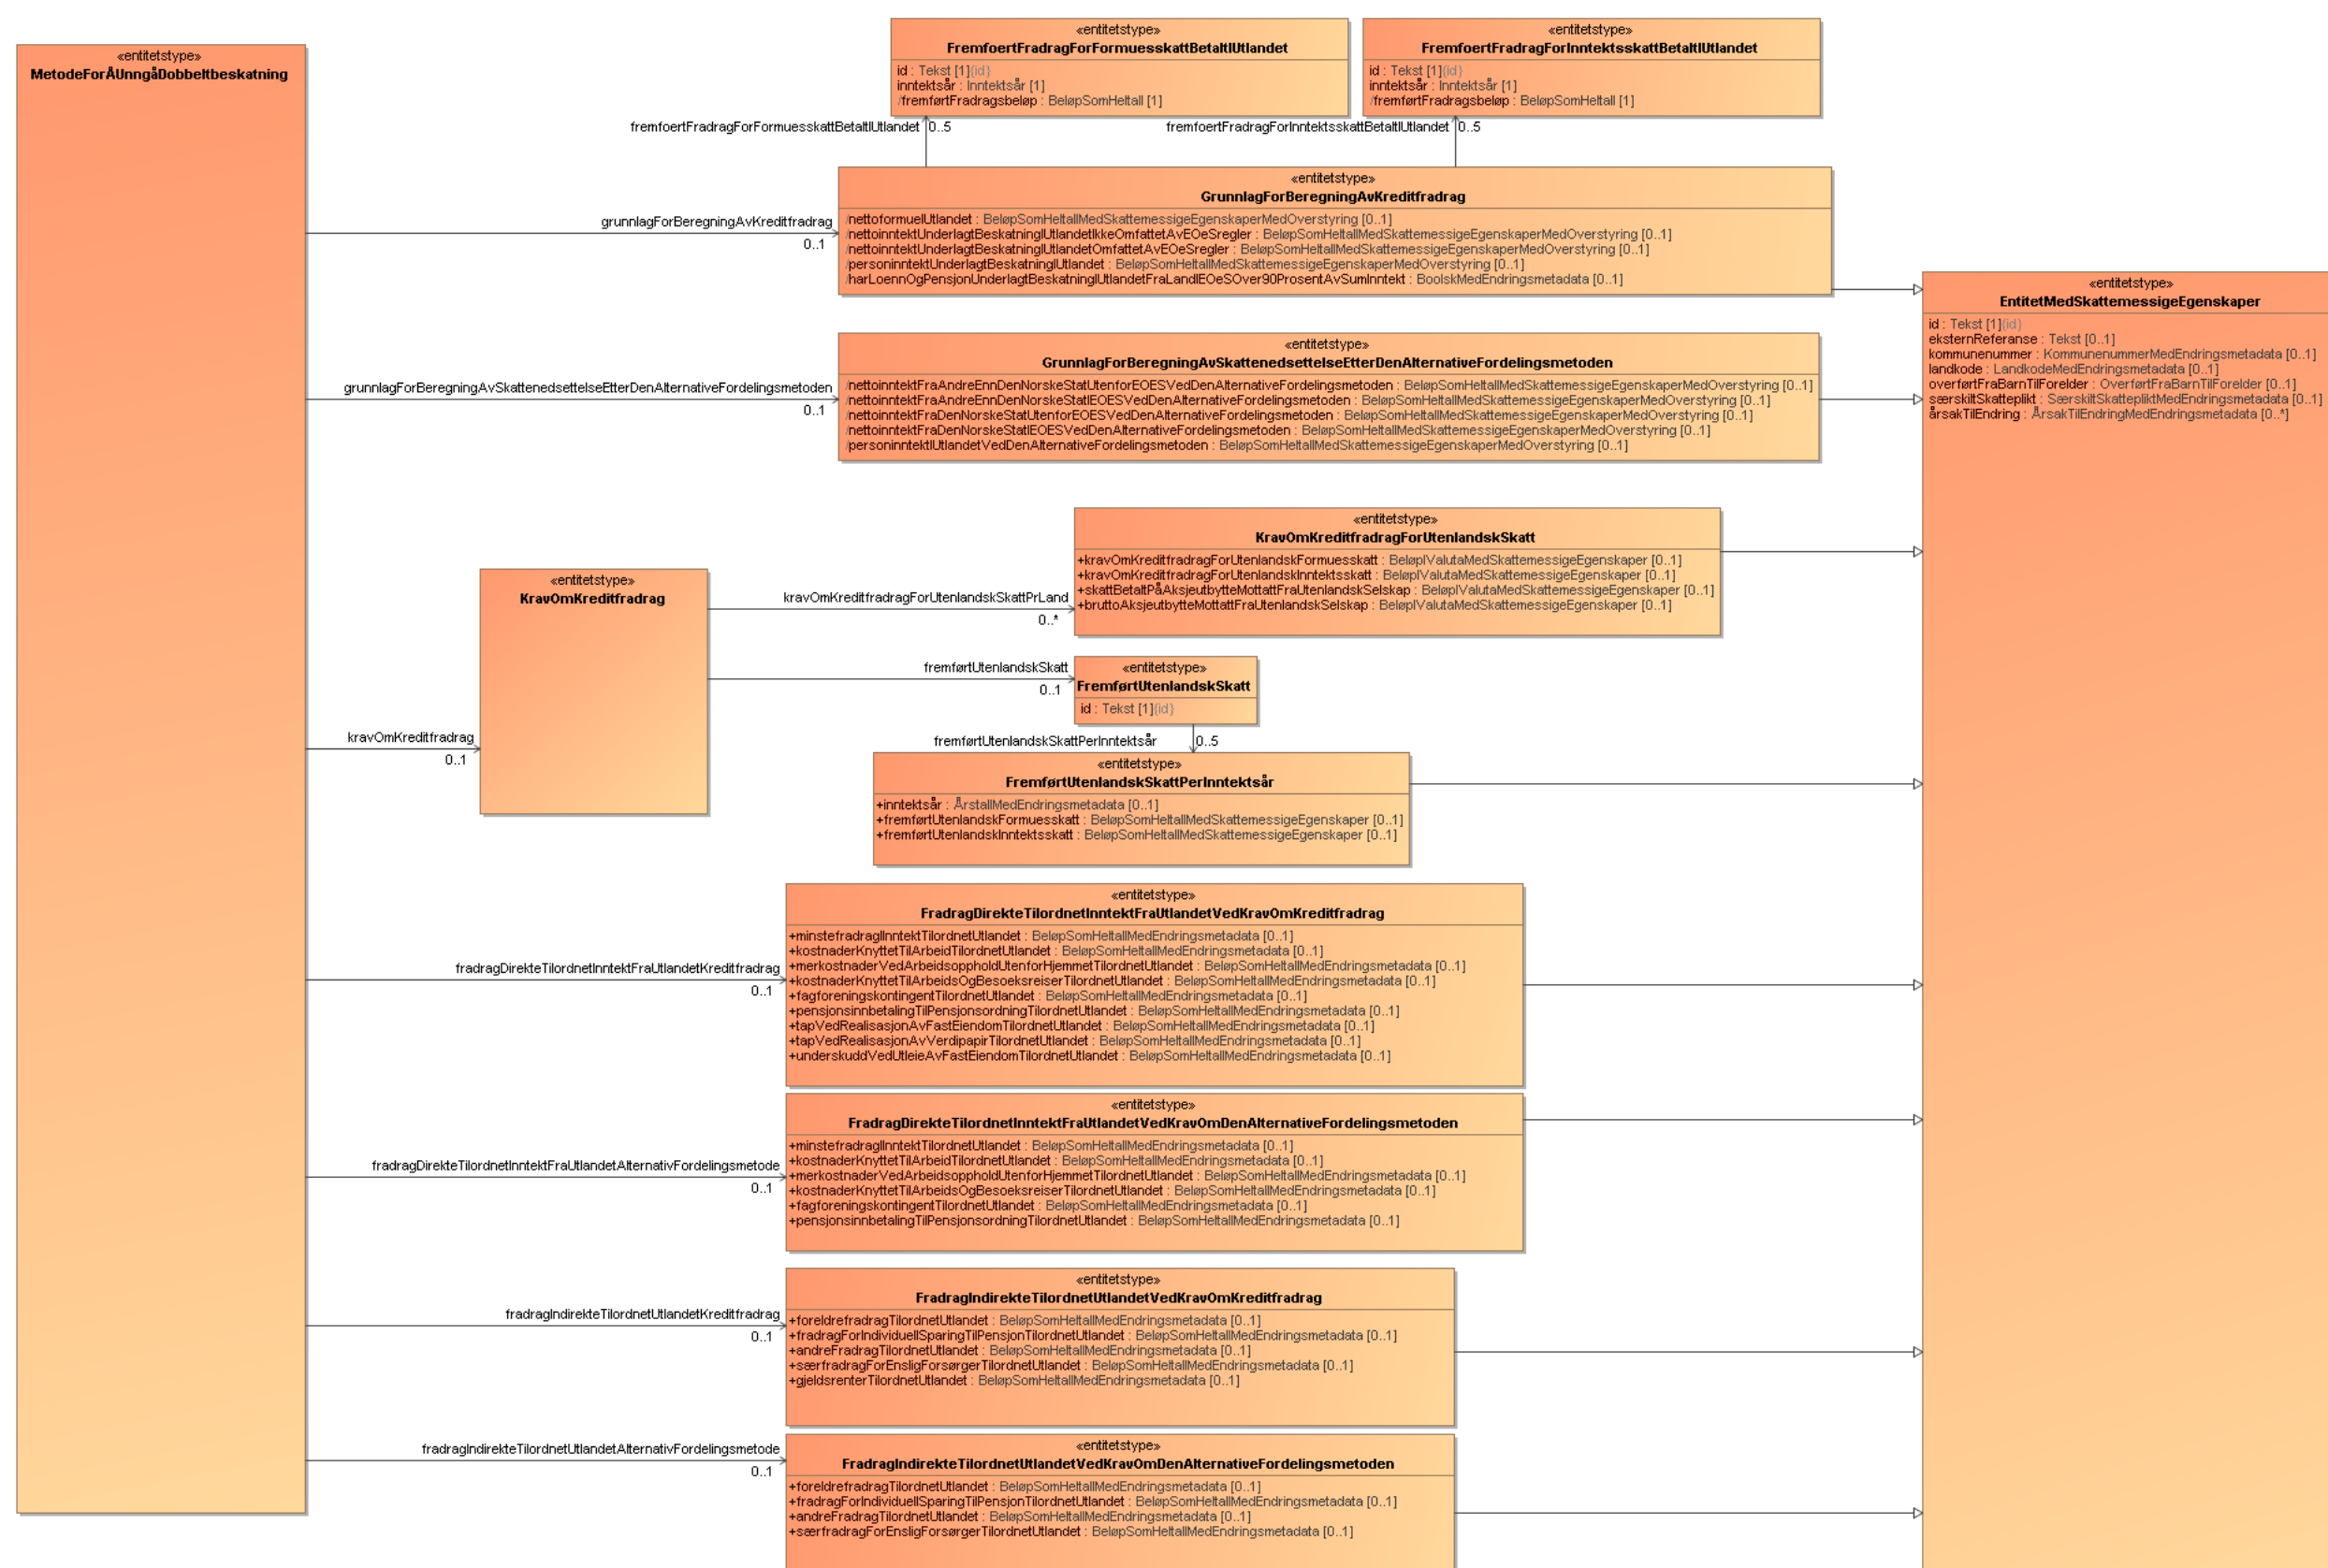 «entitetstype»
MetodeForÅUnngåDobbeltbeskatning
«entitetstype»
FremfoertFradragForFormuesskattBetaltIUtlandet
id : Tekst [1]{id}
inntektsår : Inntektsår [1]
/fremførtFradragsbeløp : BeløpSomHeltall [1]
«entitetstype»
FremfoertFradragForInntektsskattBetaltIUtlandet
id : Tekst [1]{id}
inntektsår : Inntektsår [1]
/fremførtFradragsbeløp : BeløpSomHeltall [1]
fremfoertFradragForFormuesskattBetaltIUtlandet
0..5
fremfoertFradragForInntektsskattBetaltIUtlandet
0..5
grunnlagForBeregningAvKreditfradrag
0..1
«entitetstype»
GrunnlagForBeregningAvKreditfradrag
/nettoformueIUtlandet : BeløpSomHeltallMedSkattemessigeEgenskaperMedOverstyring [0..1]
/nettoinntektUnderlagtBeskatningIUtlandetIkkeOmfattetAvEOeSregler : BeløpSomHeltallMedSkattemessigeEgenskaperMedOverstyring [0..1]
/nettoinntektUnderlagtBeskatningIUtlandetOmfattetAvEOeSregler : BeløpSomHeltallMedSkattemessigeEgenskaperMedOverstyring [0..1]
/personinntektUnderlagtBeskatningIUtlandet : BeløpSomHeltallMedSkattemessigeEgenskaperMedOverstyring [0..1]
/harLoennOgPensjonUnderlagtBeskatningIUtlandetFraLandIEOeSOver90ProsentAvSumInntekt : BoolskMedEndringsmetadata [0..1]
«entitetstype»
EntitetMedSkattemessigeEgenskaper
id : Tekst [1]{id}
eksternReferanse : Tekst [0..1]
kommunenummer : KommunenummerMedEndringsmetadata [0..1]
landkode : LandkodeMedEndringsmetadata [0..1]
overførtFraBarnTilForelder : OverførtFraBarnTilForelder [0..1]
særskiltSkatteplikt : SærskiltSkattepliktMedEndringsmetadata [0..1]
årsakTilEndring : ÅrsakTilEndringMedEndringsmetadata [0..*]
grunnlagForBeregningAvSkattenedsettelseEtterDenAlternativeFordelingsmetoden
0..1
«entitetstype»
GrunnlagForBeregningAvSkattenedsettelseEtterDenAlternativeFordelingsmetoden
/nettoinntektFraAndreEnnDenNorskeStatUtenforEOESVedDenAlternativeFordelingsmetoden : BeløpSomHeltallMedSkattemessigeEgenskaperMedOverstyring [0..1]
/nettoinntektFraAndreEnnDenNorskeStatIEOESVedDenAlternativeFordelingsmetoden : BeløpSomHeltallMedSkattemessigeEgenskaperMedOverstyring [0..1]
/nettoinntektFraDenNorskeStatUtenforEOESVedDenAlternativeFordelingsmetoden : BeløpSomHeltallMedSkattemessigeEgenskaperMedOverstyring [0..1]
/nettoinntektFraDenNorskeStatIEOESVedDenAlternativeFordelingsmetoden : BeløpSomHeltallMedSkattemessigeEgenskaperMedOverstyring [0..1]
/personinntektIUtlandetVedDenAlternativeFordelingsmetoden : BeløpSomHeltallMedSkattemessigeEgenskaperMedOverstyring [0..1]
kravOmKreditfradrag
0..1
«entitetstype»
KravOmKreditfradrag
kravOmKreditfradragForUtenlandskSkattPrLand
0..*
«entitetstype»
KravOmKreditfradragForUtenlandskSkatt
+kravOmKreditfradragForUtenlandskFormuesskatt : BeløpIValutaMedSkattemessigeEgenskaper [0..1]
+kravOmKreditfradragForUtenlandskInntektsskatt : BeløpIValutaMedSkattemessigeEgenskaper [0..1]
+skattBetaltPåAksjeutbytteMottattFraUtenlandskSelskap : BeløpIValutaMedSkattemessigeEgenskaper [0..1]
+bruttoAksjeutbytteMottattFraUtenlandskSelskap : BeløpIValutaMedSkattemessigeEgenskaper [0..1]
fremførtUtenlandskSkatt
0..1
«entitetstype»
FremførtUtenlandskSkatt
id : Tekst [1]{id}
fremførtUtenlandskSkattPerInntektsår
0..5
«entitetstype»
FremførtUtenlandskSkattPerInntektsår
+inntektsår : ÅrstallMedEndringsmetadata [0..1]
+fremførtUtenlandskFormuesskatt : BeløpSomHeltallMedSkattemessigeEgenskaper [0..1]
+fremførtUtenlandskInntektsskatt : BeløpSomHeltallMedSkattemessigeEgenskaper [0..1]
fradragDirekteTilordnetInntektFraUtlandetKreditfradrag
0..1
«entitetstype»
FradragDirekteTilordnetInntektFraUtlandetVedKravOmKreditfradrag
+minstefradragIInntektTilordnetUtlandet : BeløpSomHeltallMedEndringsmetadata [0..1]
+kostnaderKnyttetTilArbeidTilordnetUtlandet : BeløpSomHeltallMedEndringsmetadata [0..1]
+merkostnaderVedArbeidsoppholdUtenforHjemmetTilordnetUtlandet : BeløpSomHeltallMedEndringsmetadata [0..1]
+kostnaderKnyttetTilArbeidsOgBesoeksreiserTilordnetUtlandet : BeløpSomHeltallMedEndringsmetadata [0..1]
+fagforeningskontingentTilordnetUtlandet : BeløpSomHeltallMedEndringsmetadata [0..1]
+pensjonsinnbetalingTilPensjonsordningTilordnetUtlandet : BeløpSomHeltallMedEndringsmetadata [0..1]
+tapVedRealisasjonAvFastEiendomTilordnetUtlandet : BeløpSomHeltallMedEndringsmetadata [0..1]
+tapVedRealisasjonAvVerdipapirTilordnetUtlandet : BeløpSomHeltallMedEndringsmetadata [0..1]
+underskuddVedUtleieAvFastEiendomTilordnetUtlandet : BeløpSomHeltallMedEndringsmetadata [0..1]
fradragDirekteTilordnetInntektFraUtlandetAlternativFordelingsmetode
0..1
«entitetstype»
FradragDirekteTilordnetInntektFraUtlandetVedKravOmDenAlternativeFordelingsmetoden
+minstefradragIInntektTilordnetUtlandet : BeløpSomHeltallMedEndringsmetadata [0..1]
+kostnaderKnyttetTilArbeidTilordnetUtlandet : BeløpSomHeltallMedEndringsmetadata [0..1]
+merkostnaderVedArbeidsoppholdUtenforHjemmetTilordnetUtlandet : BeløpSomHeltallMedEndringsmetadata [0..1]
+kostnaderKnyttetTilArbeidsOgBesoeksreiserTilordnetUtlandet : BeløpSomHeltallMedEndringsmetadata [0..1]
+fagforeningskontingentTilordnetUtlandet : BeløpSomHeltallMedEndringsmetadata [0..1]
+pensjonsinnbetalingTilPensjonsordningTilordnetUtlandet : BeløpSomHeltallMedEndringsmetadata [0..1]
fradragIndirekteTilordnetUtlandetKreditfradrag
0..1
«entitetstype»
FradragIndirekteTilordnetUtlandetVedKravOmKreditfradrag
+foreldrefradragTilordnetUtlandet : BeløpSomHeltallMedEndringsmetadata [0..1]
+fradragForIndividuellSparingTilPensjonTilordnetUtlandet : BeløpSomHeltallMedEndringsmetadata [0..1]
+andreFradragTilordnetUtlandet : BeløpSomHeltallMedEndringsmetadata [0..1]
+særfradragForEnsligForsørgerTilordnetUtlandet : BeløpSomHeltallMedEndringsmetadata [0..1]
+gjeldsrenterTilordnetUtlandet : BeløpSomHeltallMedEndringsmetadata [0..1]
fradragIndirekteTilordnetUtlandetAlternativFordelingsmetode
0..1
«entitetstype»
FradragIndirekteTilordnetUtlandetVedKravOmDenAlternativeFordelingsmetoden
+foreldrefradragTilordnetUtlandet : BeløpSomHeltallMedEndringsmetadata [0..1]
+fradragForIndividuellSparingTilPensjonTilordnetUtlandet : BeløpSomHeltallMedEndringsmetadata [0..1]
+andreFradragTilordnetUtlandet : BeløpSomHeltallMedEndringsmetadata [0..1]
+særfradragForEnsligForsørgerTilordnetUtlandet : BeløpSomHeltallMedEndringsmetadata [0..1]